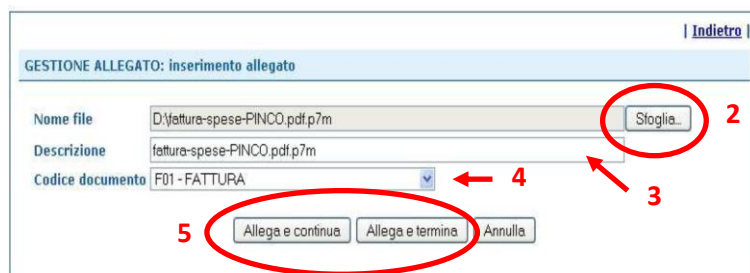 | Indietro |
GESTIONE ALLEGATO: inserimento allegato
Nome file D:\fattura-spese-PINCO.pdf.p7m Sfoglia... 2
Descrizione fattura-spese-PINCO.pdf.p7m
Codice documento F01 - FATTURA 4 3
5 Allega e continua Allega e termina Annulla